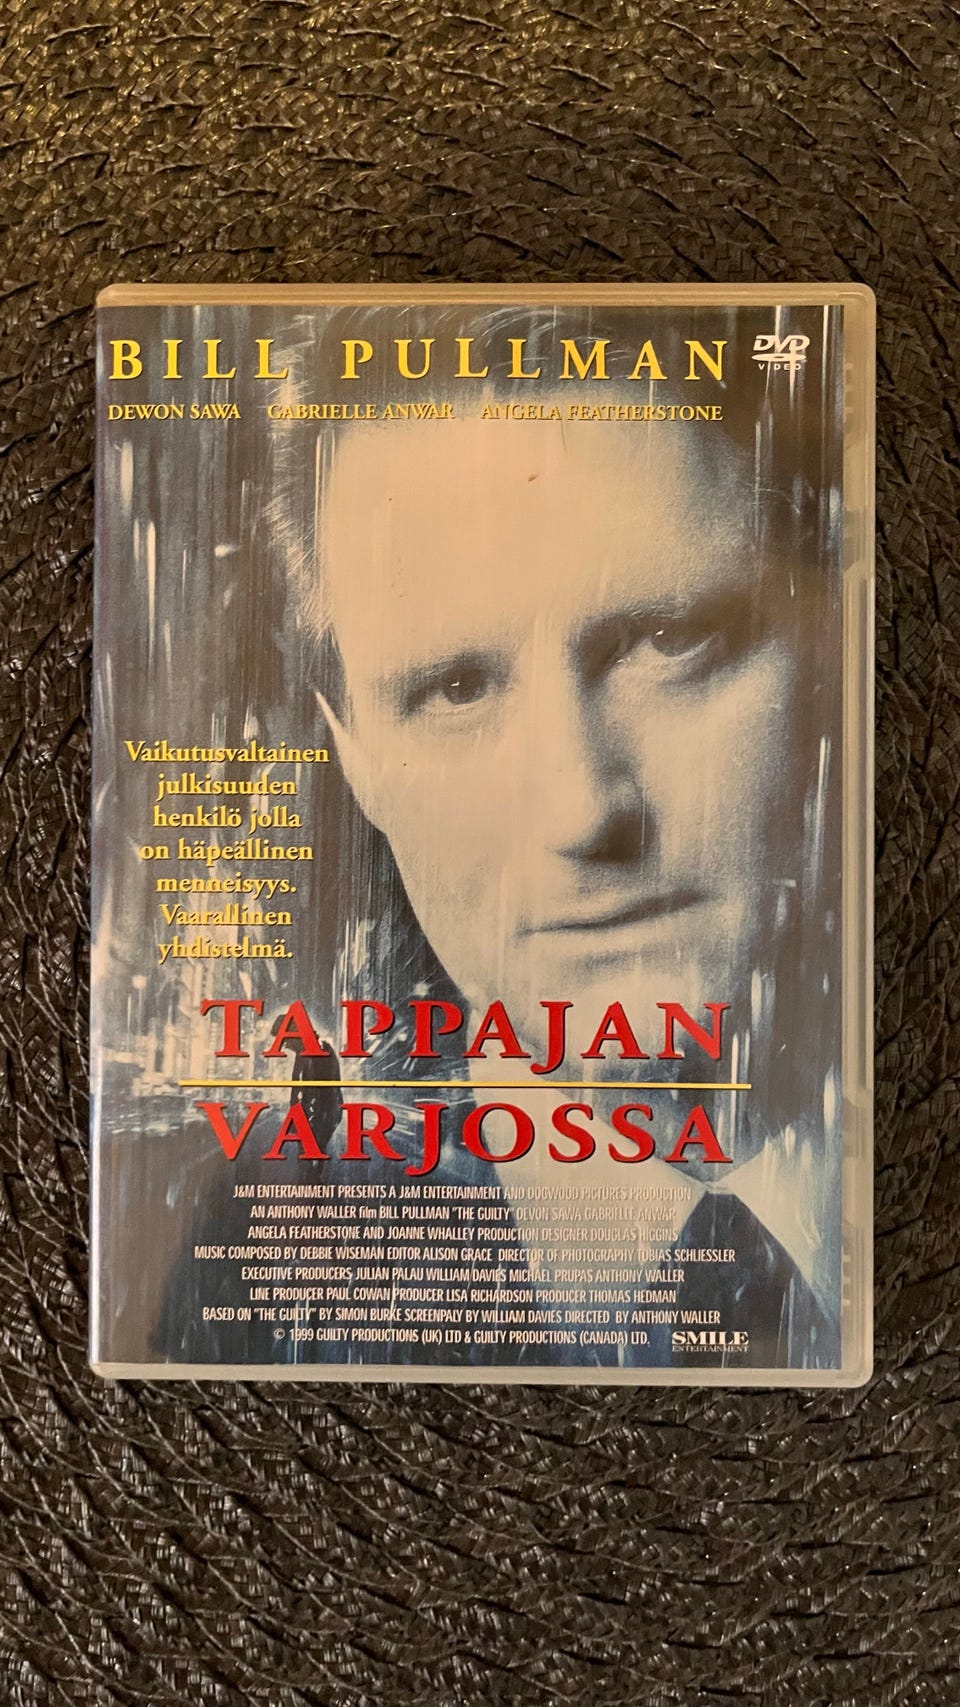 BILL PULLMAN
DVD
VIDEO
DEWON SAWA GABRIELLE ANWAR ANGELA FEATHERSTONE
Vaikutusvaltainen
julkisuuden
henkilö jolla
on häpeällinen
menneisyys.
Vaarallinen
yhdistelmä.
TAPPAJAN
VARJOSSA
J&M ENTERTAINMENT PRESENTS A J&M ENTERTAINMENT AND DOGWOOD PICTURES PRODUCTION
AN ANTHONY WALLER film BILL PULLMAN "THE GUILTY" DEVON SAWA GABRIELLE ANWAR
ANGELA FEATHERSTONE AND JOANNE WHALLEY PRODUCTION DESIGNER DOUGLAS HIGGINS
MUSIC COMPOSED BY DEBBIE WISEMAN EDITOR ALISON GRACE DIRECTOR OF PHOTOGRAPHY TOBIAS SCHLIESSLER
EXECUTIVE PRODUCERS JULIAN PALAU WILLIAM DAVIES MICHAEL PRUPAS ANTHONY WALLER
LINE PRODUCER PAUL COWAN PRODUCER LISA RICHARDSON PRODUCER THOMAS HEDMAN
BASED ON "THE GUILTY" BY SIMON BURKE SCREENPALY BY WILLIAM DAVIES DIRECTED BY ANTHONY WALLER
© 1999 GUILTY PRODUCTIONS (UK) LTD & GUILTY PRODUCTIONS (CANADA) LTD.
SMILE
ENTERTAINMENT